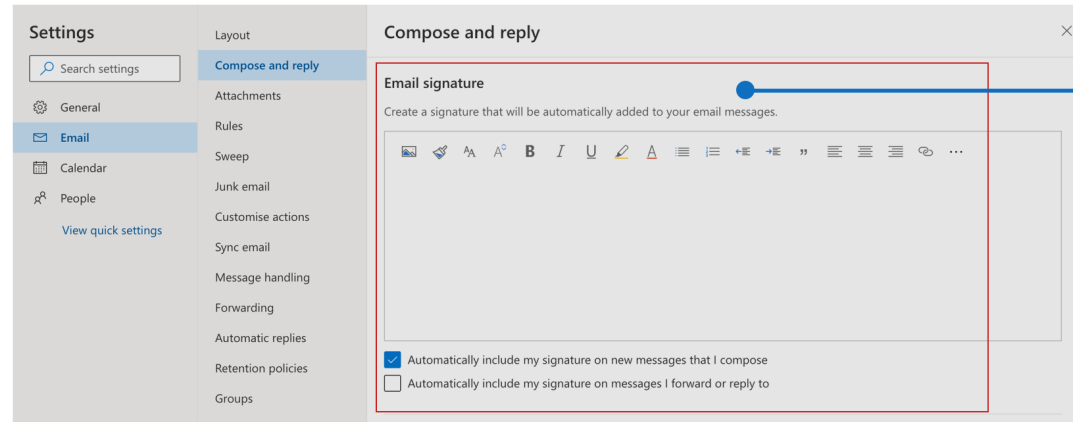 Settings
Search settings
General
Email
Calendar
People
View quick settings
Layout
Compose and reply
Attachments
Rules
Sweep
Junk email
Customise actions
Sync email
Message handling
Forwarding
Automatic replies
Retention policies
Groups
Compose and reply
Email signature
Create a signature that will be automatically added to your email messages.
Automatically include my signature on new messages that I compose
Automatically include my signature on messages I forward or reply to